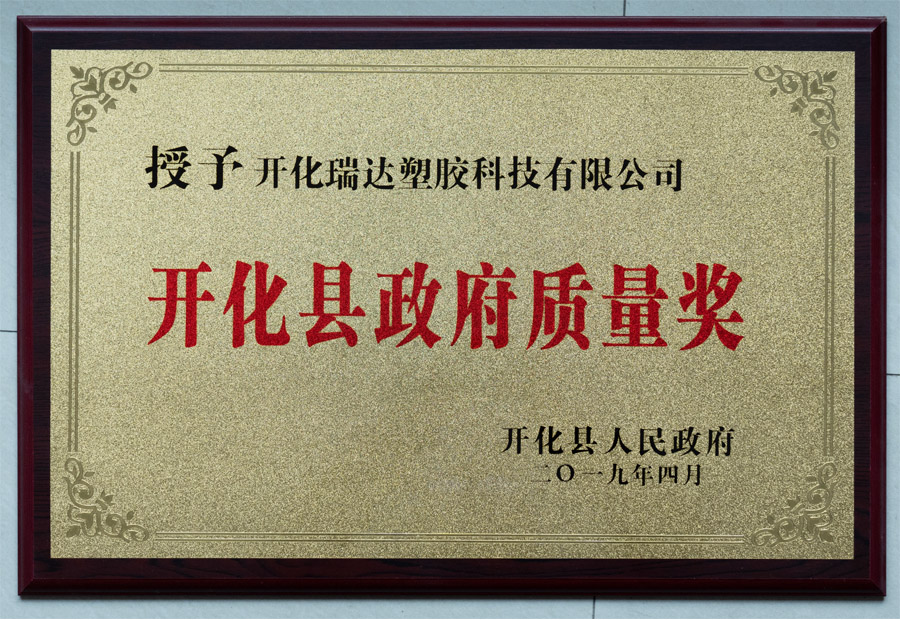 授予 开化瑞达塑胶科技有限公司
开化县政府质量奖
开化县人民政府
二〇一九年四月